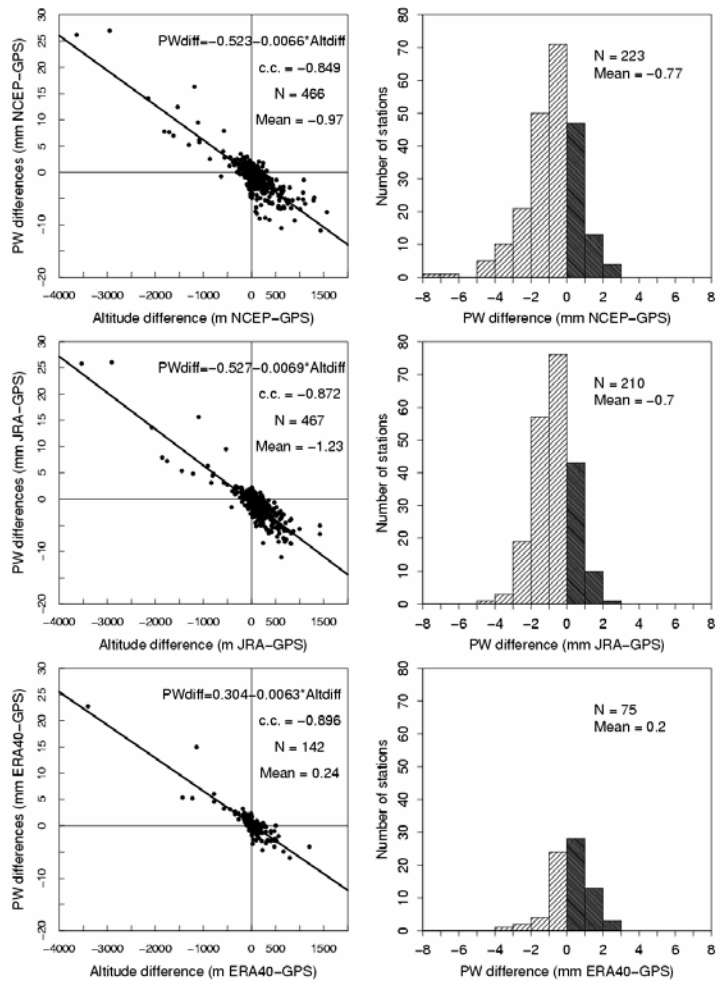 PWdiff=−0.523−0.0066*Altdiff
c.c. = −0.849
N = 466
Mean = −0.97
30
25
20
15
10
5
0
−10
−20
PW differences (mm NCEP−GPS)
−4000 −3000 −2000 −1000 0 500 1500
Altitude difference (m NCEP−GPS)
N = 223
Mean = −0.77
80
70
60
50
40
30
20
10
0
Number of stations
−8 −6 −4 −2 0 2 4 6 8
PW difference (mm NCEP−GPS)
PWdiff=−0.527−0.0069*Altdiff
c.c. = −0.872
N = 467
Mean = −1.23
30
25
20
15
10
5
0
−10
−20
PW differences (mm JRA−GPS)
−4000 −3000 −2000 −1000 0 500 1500
Altitude difference (m JRA−GPS)
N = 210
Mean = −0.7
80
70
60
50
40
30
20
10
0
Number of stations
−8 −6 −4 −2 0 2 4 6 8
PW difference (mm JRA−GPS)
PWdiff=0.304−0.0063*Altdiff
c.c. = −0.896
N = 142
Mean = 0.24
30
25
20
15
10
5
0
−10
−20
PW differences (mm ERA40−GPS)
−4000 −3000 −2000 −1000 0 500 1500
Altitude difference (m ERA40−GPS)
N = 75
Mean = 0.2
80
70
60
50
40
30
20
10
0
Number of stations
−8 −6 −4 −2 0 2 4 6 8
PW difference (mm ERA40−GPS)